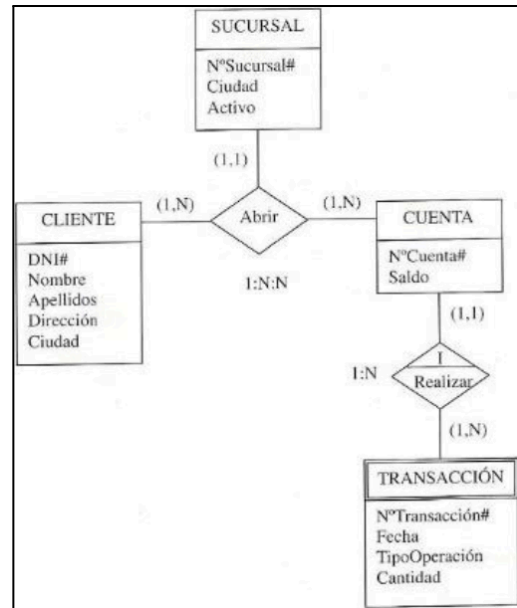 SUCURSAL
NºSucursal#
Ciudad
Activo
(1,1)
(1,N)
Abrir
(1,N)
CLIENTE
DNI#
Nombre
Apellidos
Dirección
Ciudad
1:N:N
CUENTA
NºCuenta#
Saldo
(1,1)
I
1:N
Realizar
(1,N)
TRANSACCIÓN
NºTransacción#
Fecha
TipoOperación
Cantidad